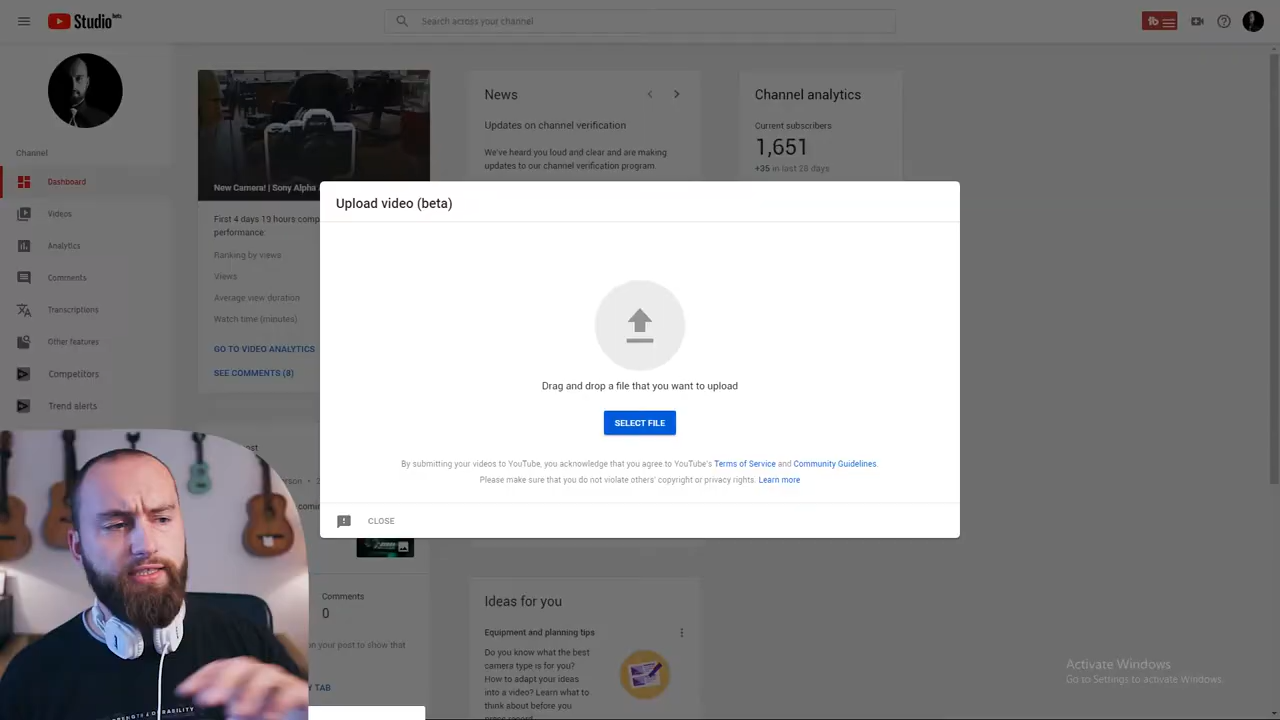 Studio beta
Search across your channel
Channel
Dashboard
Videos
Analytics
Comments
Transcriptions
Other features
Competitors
Trend alerts
New Camera! | Sony Alpha
First 4 days 19 hours comp
performance:
Ranking by views
Views
Average view duration
Watch time (minutes)
GO TO VIDEO ANALYTICS
SEE COMMENTS (8)
News
Updates on channel verification
We've heard you loud and clear and are making
updates to our channel verification program.
Channel analytics
Current subscribers
1,651
+35 in last 28 days
Upload video (beta)
Drag and drop a file that you want to upload
SELECT FILE
By submitting your videos to YouTube, you acknowledge that you agree to YouTube's Terms of Service and Community Guidelines.
Please make sure that you do not violate others' copyright or privacy rights. Learn more
CLOSE
Comments
0
on your post to show that
Y TAB
Ideas for you
Equipment and planning tips
Do you know what the best
camera type is for you?
How to adapt your ideas
into a video? Learn what to
think about before you
Activate Windows
Go to Settings to activate Windows.